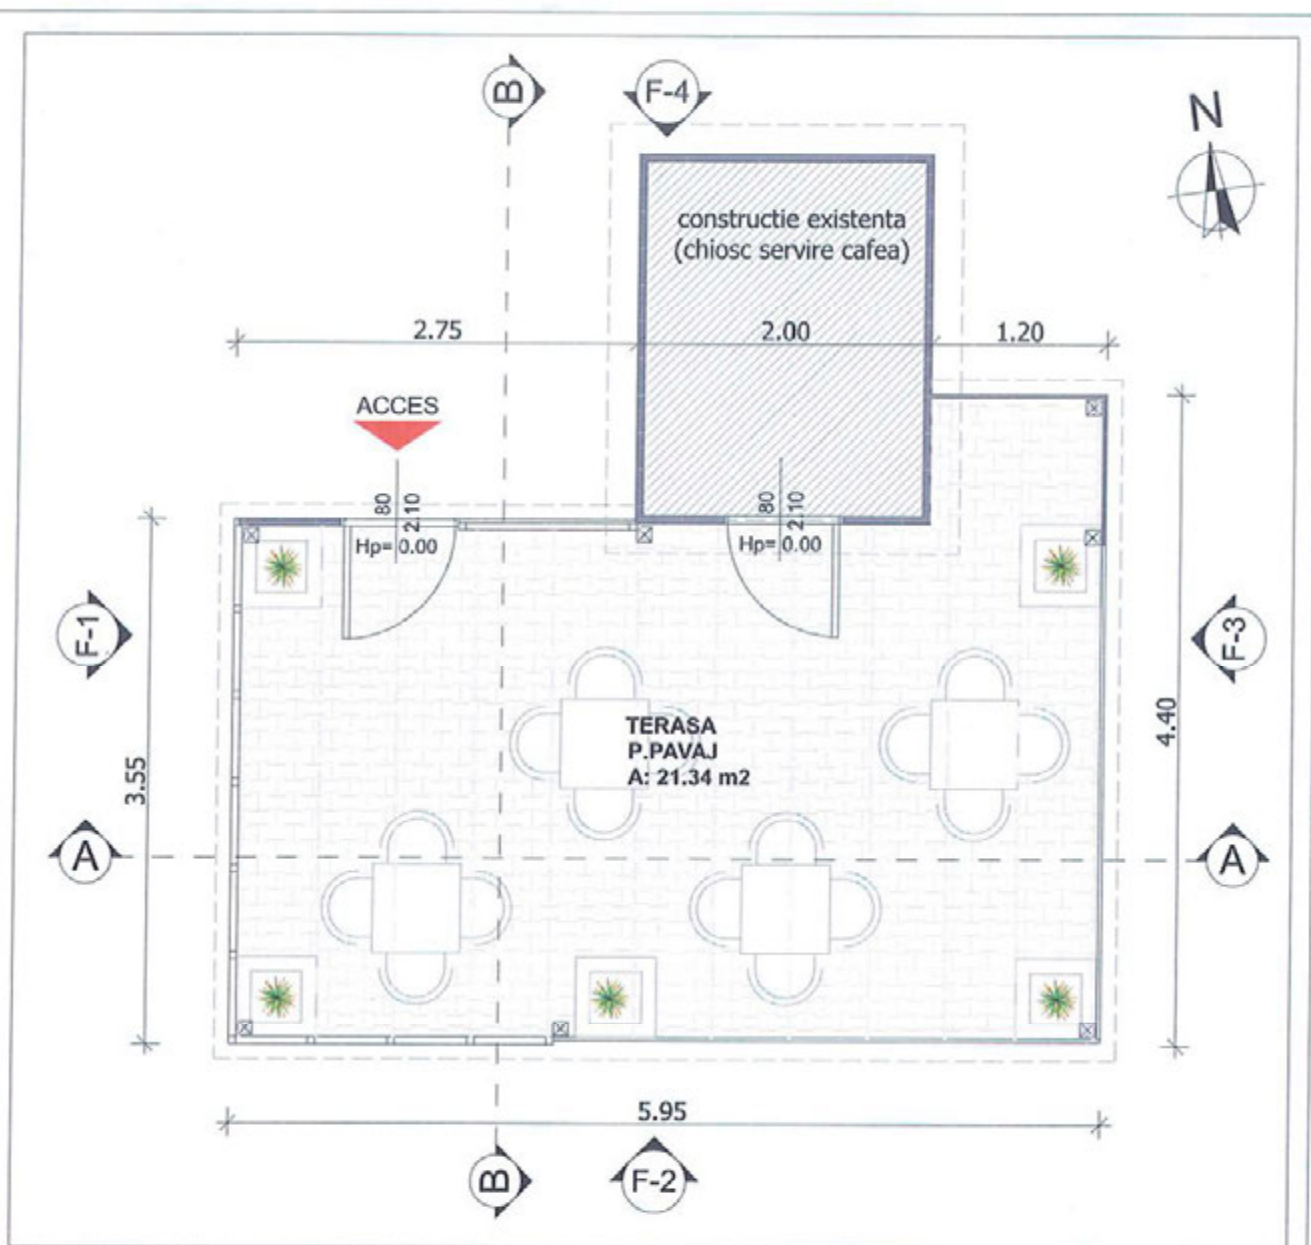 B
F-4
N
constructie existenta
(chiosc servire cafea)
2.75
2.00
1.20
ACCES
80
2.10
Hp= 0.00
80
2.10
Hp= 0.00
F-1
F-3
TERASA
P.PAVAJ
A: 21.34 m2
3.55
4.40
A
A
5.95
B
F-2